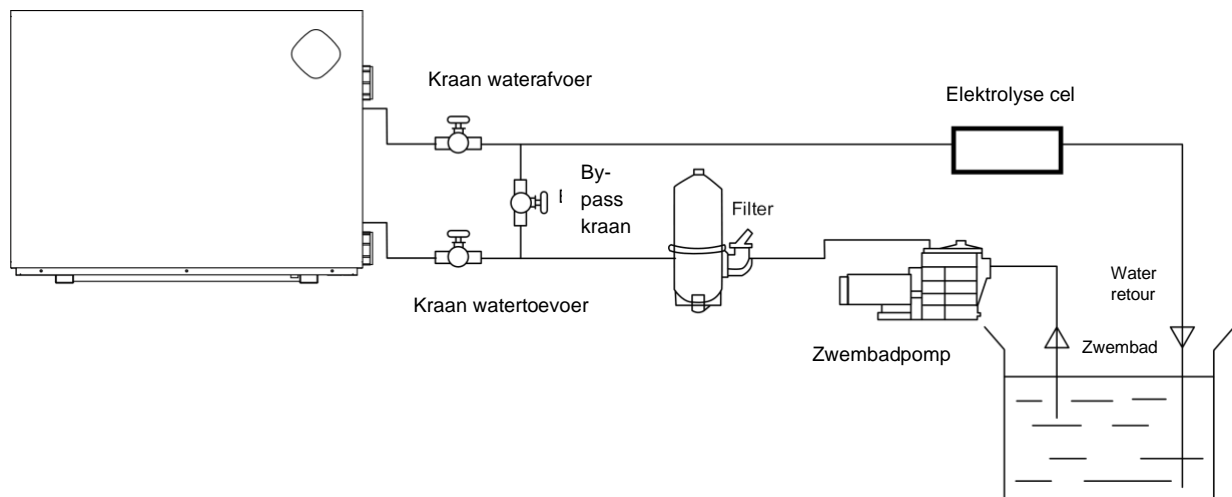 Kraan waterafvoer
Elektrolyse cel
By-
pass
kraan
Filter
Kraan watertoevoer
Water
retour
Zwembadpomp
Zwembad